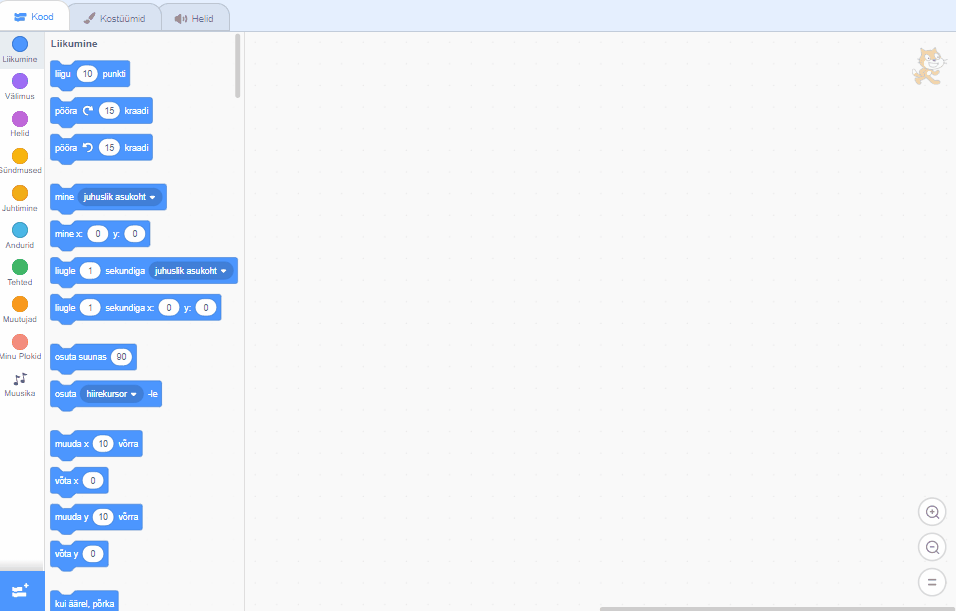 Kood Kostüümid Helid
Liikumine
Välimus
Helid
Sündmused
Juhtimine
Andurid
Tehted
Muutujad
Minu Plokid
Muusika
Liikumine
liigu 10 punkti
pööra 15 kraadi
pööra 15 kraadi
mine juhuslik asukoht
mine x: 0 y: 0
liugle 1 sekundiga juhuslik asukoht
liugle 1 sekundiga x: 0 y: 0
osuta suunas 90
osuta hiirekursor -le
muuda x 10 võrra
võta x 0
muuda y 10 võrra
võta y 0
kui äärel, põrka